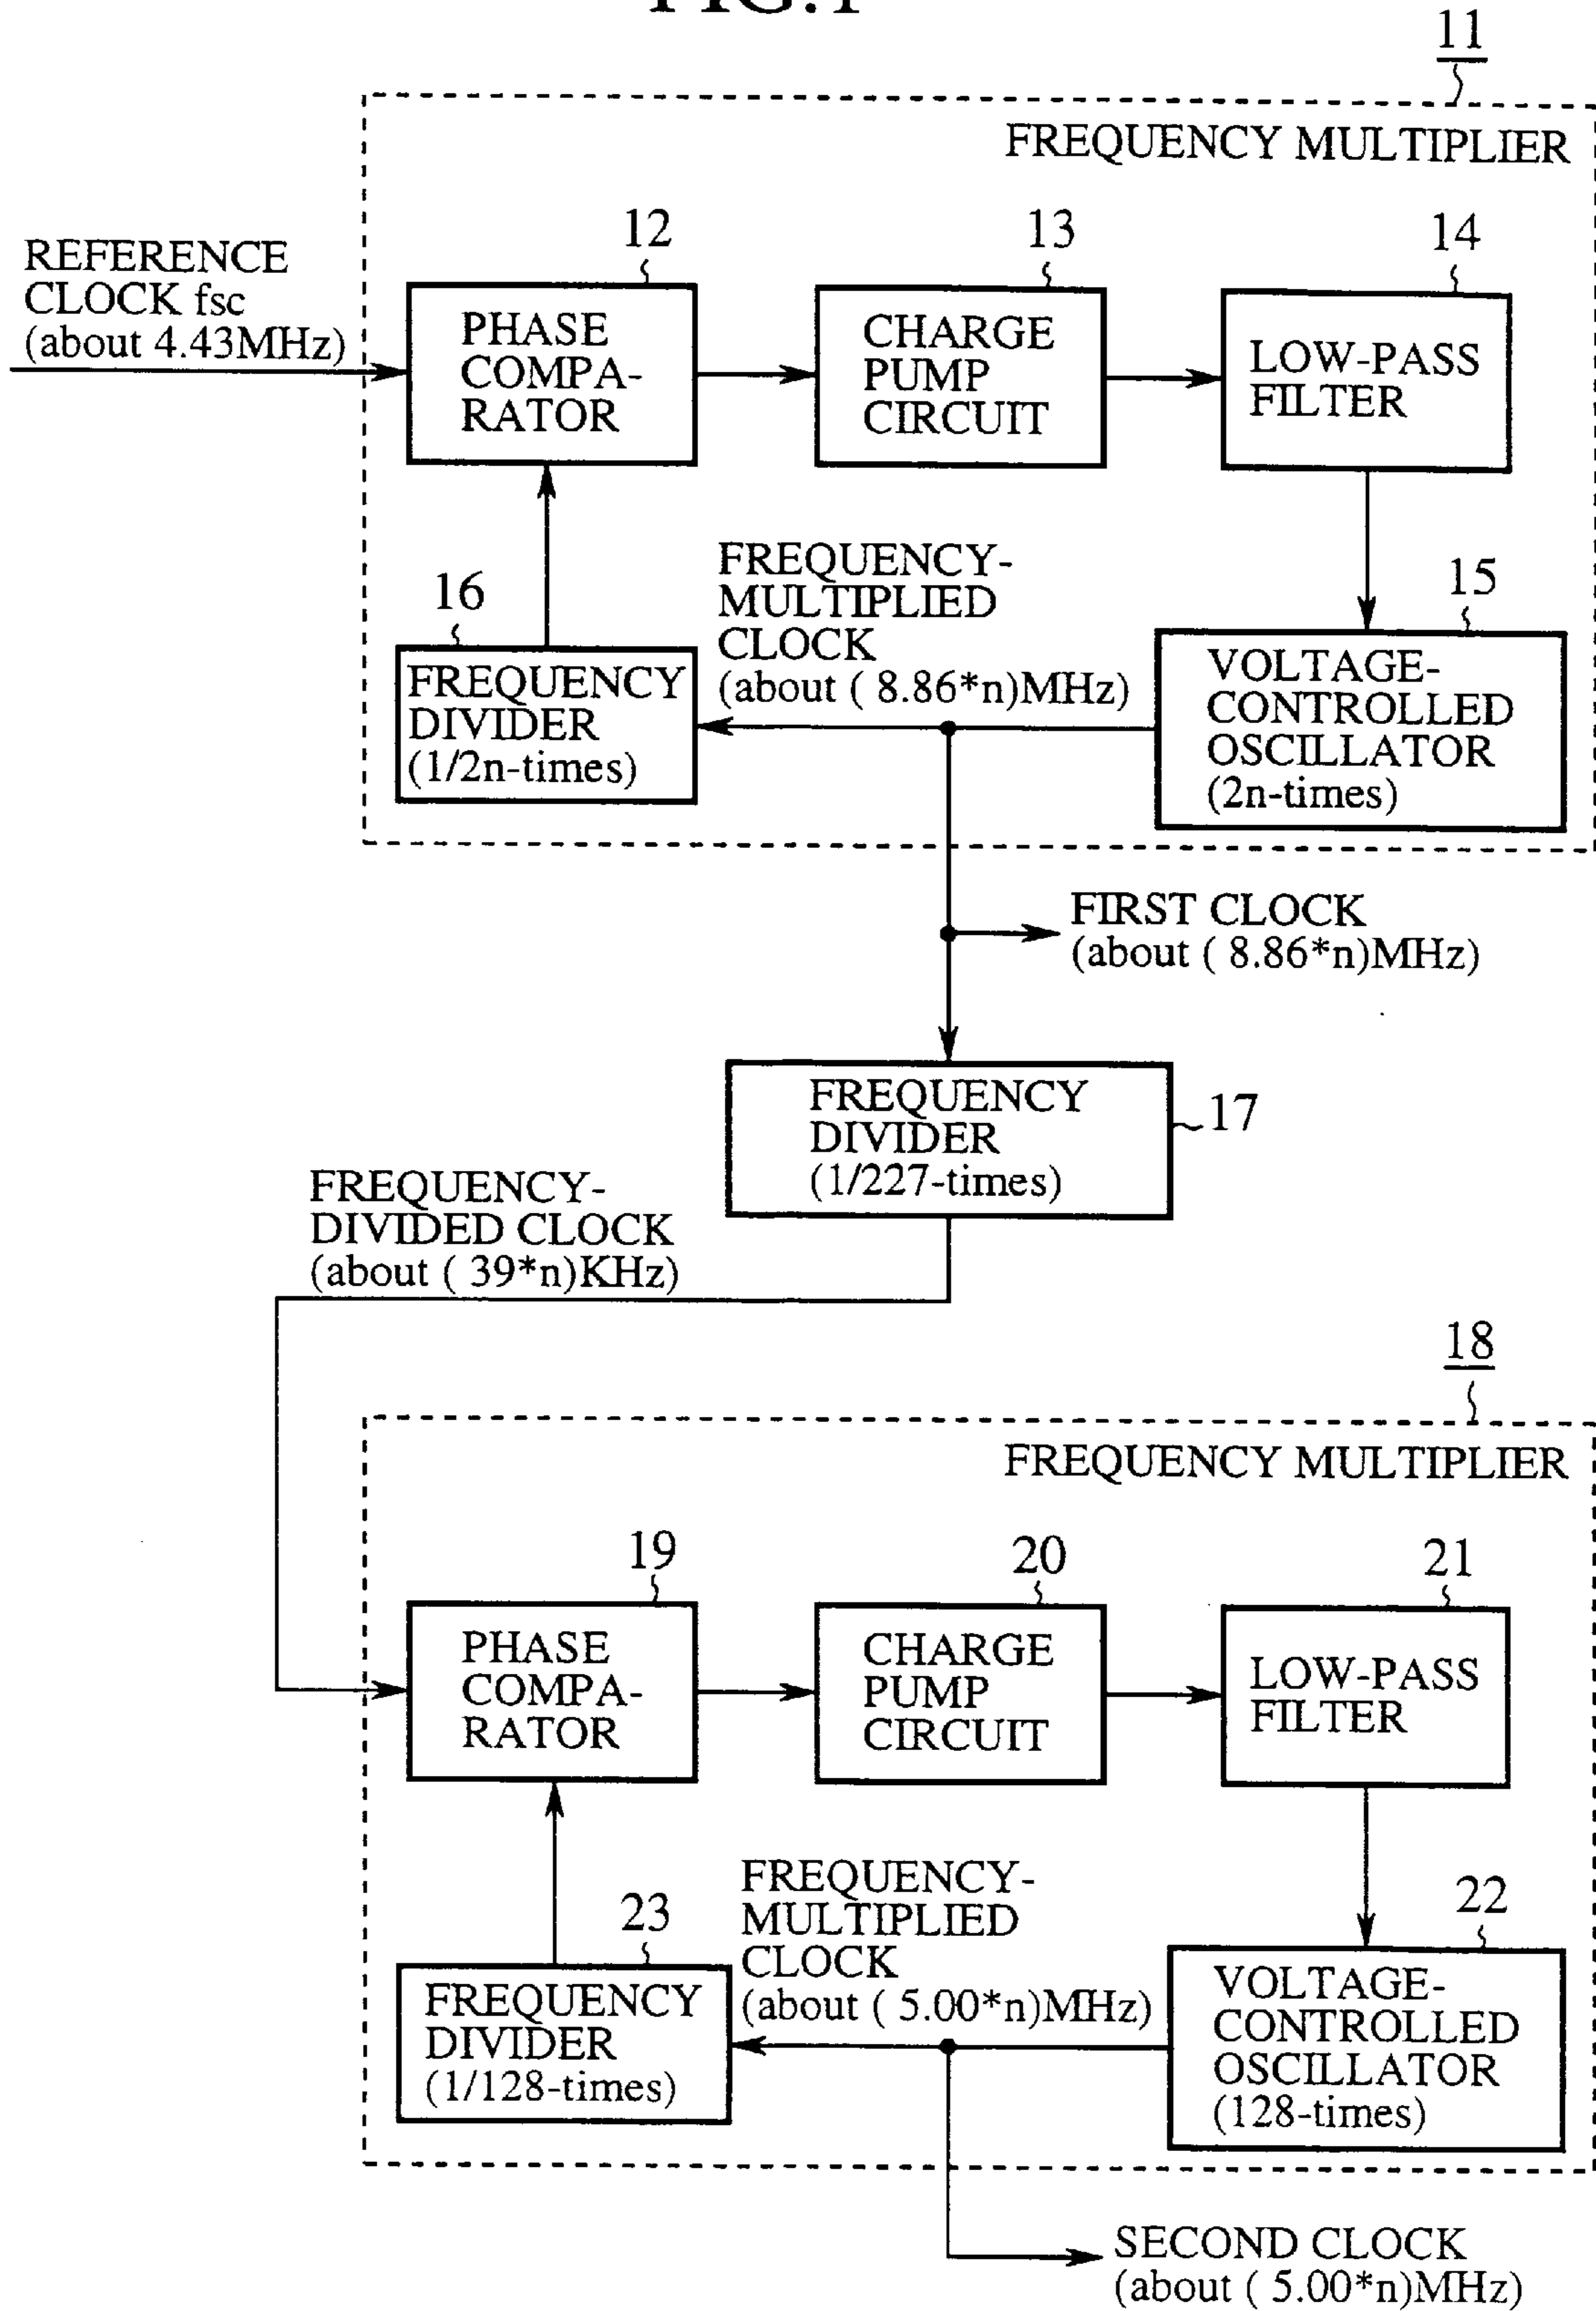 FIG.1
11
FREQUENCY MULTIPLIER
REFERENCE
CLOCK fsc
(about 4.43MHz)
12
PHASE
COMPA-
RATOR
13
CHARGE
PUMP
CIRCUIT
14
LOW-PASS
FILTER
16
FREQUENCY
DIVIDER
(1/2n-times)
FREQUENCY-
MULTIPLIED
CLOCK
(about ( 8.86*n)MHz)
15
VOLTAGE-
CONTROLLED
OSCILLATOR
(2n-times)
FIRST CLOCK
(about ( 8.86*n)MHz)
FREQUENCY
DIVIDER
(1/227-times)
17
FREQUENCY-
DIVIDED CLOCK
(about ( 39*n)KHz)
18
FREQUENCY MULTIPLIER
19
PHASE
COMPA-
RATOR
20
CHARGE
PUMP
CIRCUIT
21
LOW-PASS
FILTER
23
FREQUENCY
DIVIDER
(1/128-times)
FREQUENCY-
MULTIPLIED
CLOCK
(about ( 5.00*n)MHz)
22
VOLTAGE-
CONTROLLED
OSCILLATOR
(128-times)
SECOND CLOCK
(about ( 5.00*n)MHz)